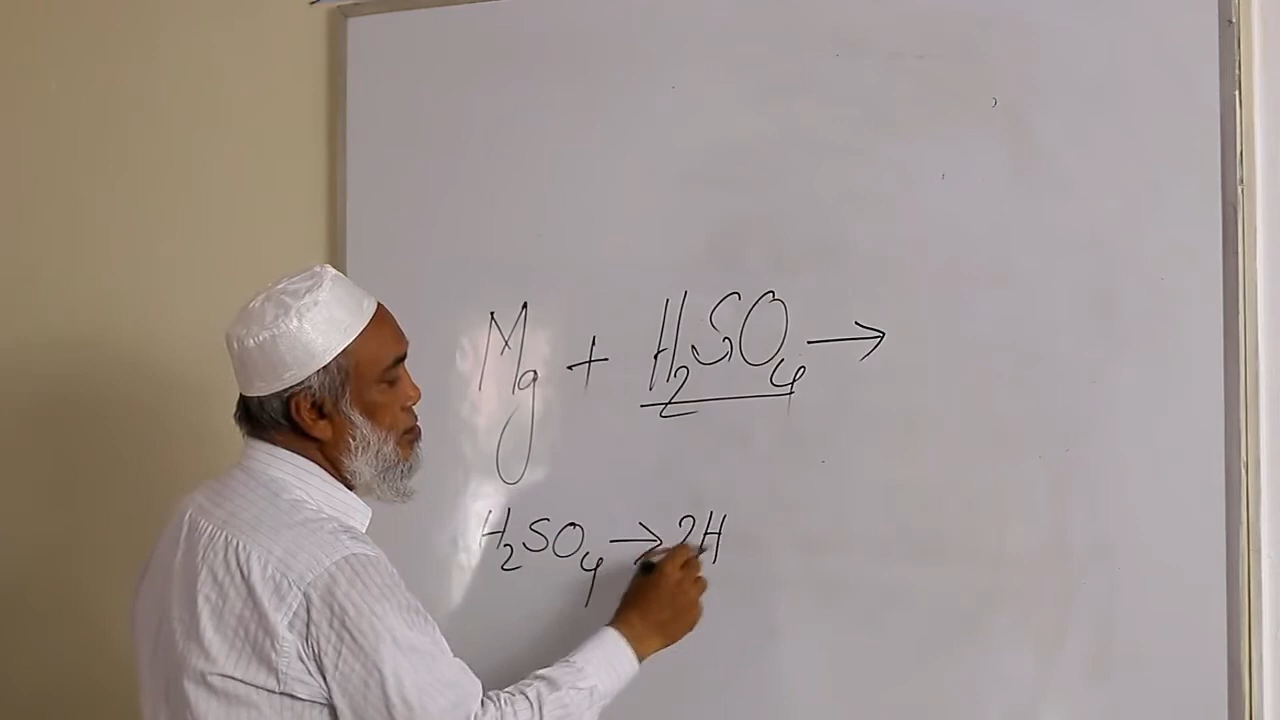 Mg + H₂SO₄ →
H₂SO₄ → 2H